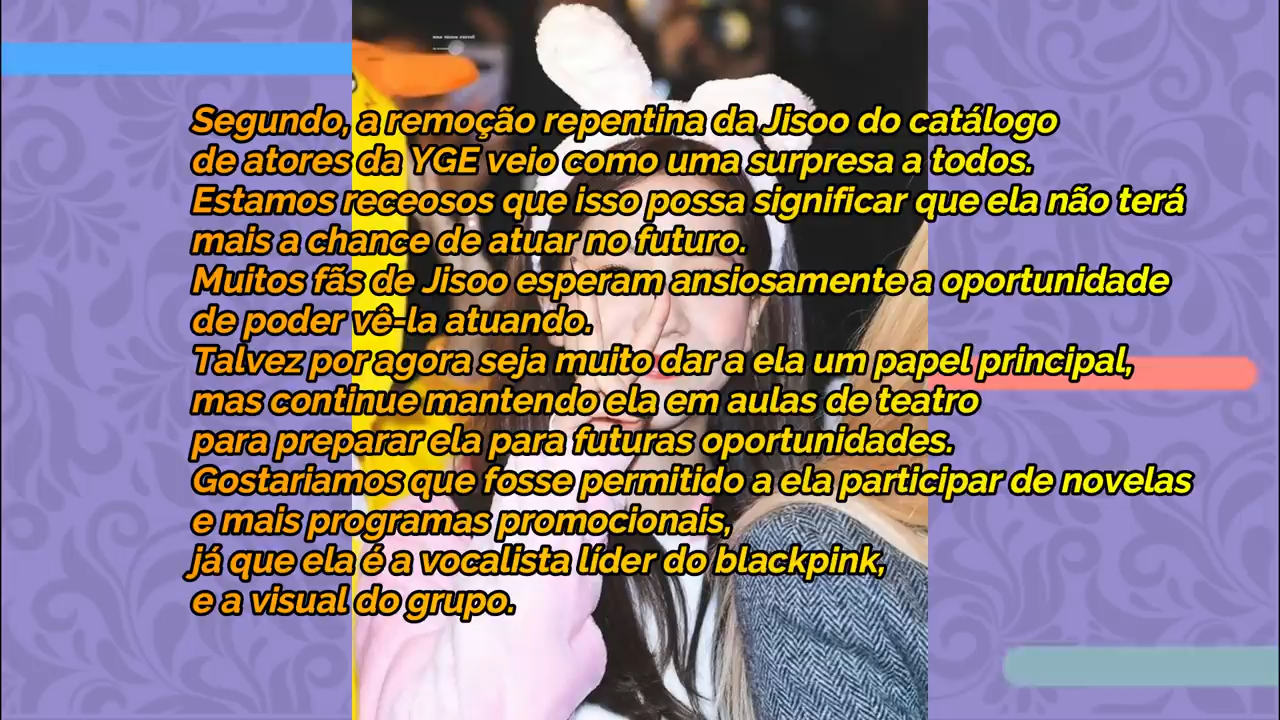 Segundo, a remoção repentina da Jisoo do catálogo
de atores da YGE veio como uma surpresa a todos.
Estamos receosos que isso possa significar que ela não terá
mais a chance de atuar no futuro.
Muitos fãs de Jisoo esperam ansiosamente a oportunidade
de poder vê-la atuando.
Talvez por agora seja muito dar a ela um papel principal,
mas continue mantendo ela em aulas de teatro
para preparar ela para futuras oportunidades.
Gostariamos que fosse permitido a ela participar de novelas
e mais programas promocionais,
já que ela é a vocalista líder do blackpink,
e a visual do grupo.